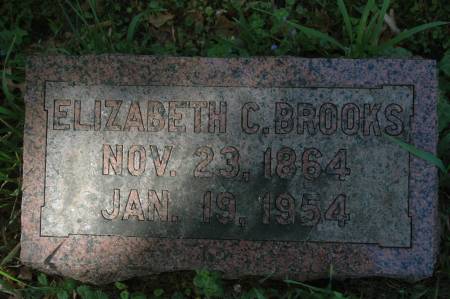 ELIZABETH C. BROOKS
NOV. 23, 1864
JAN. 19, 1954